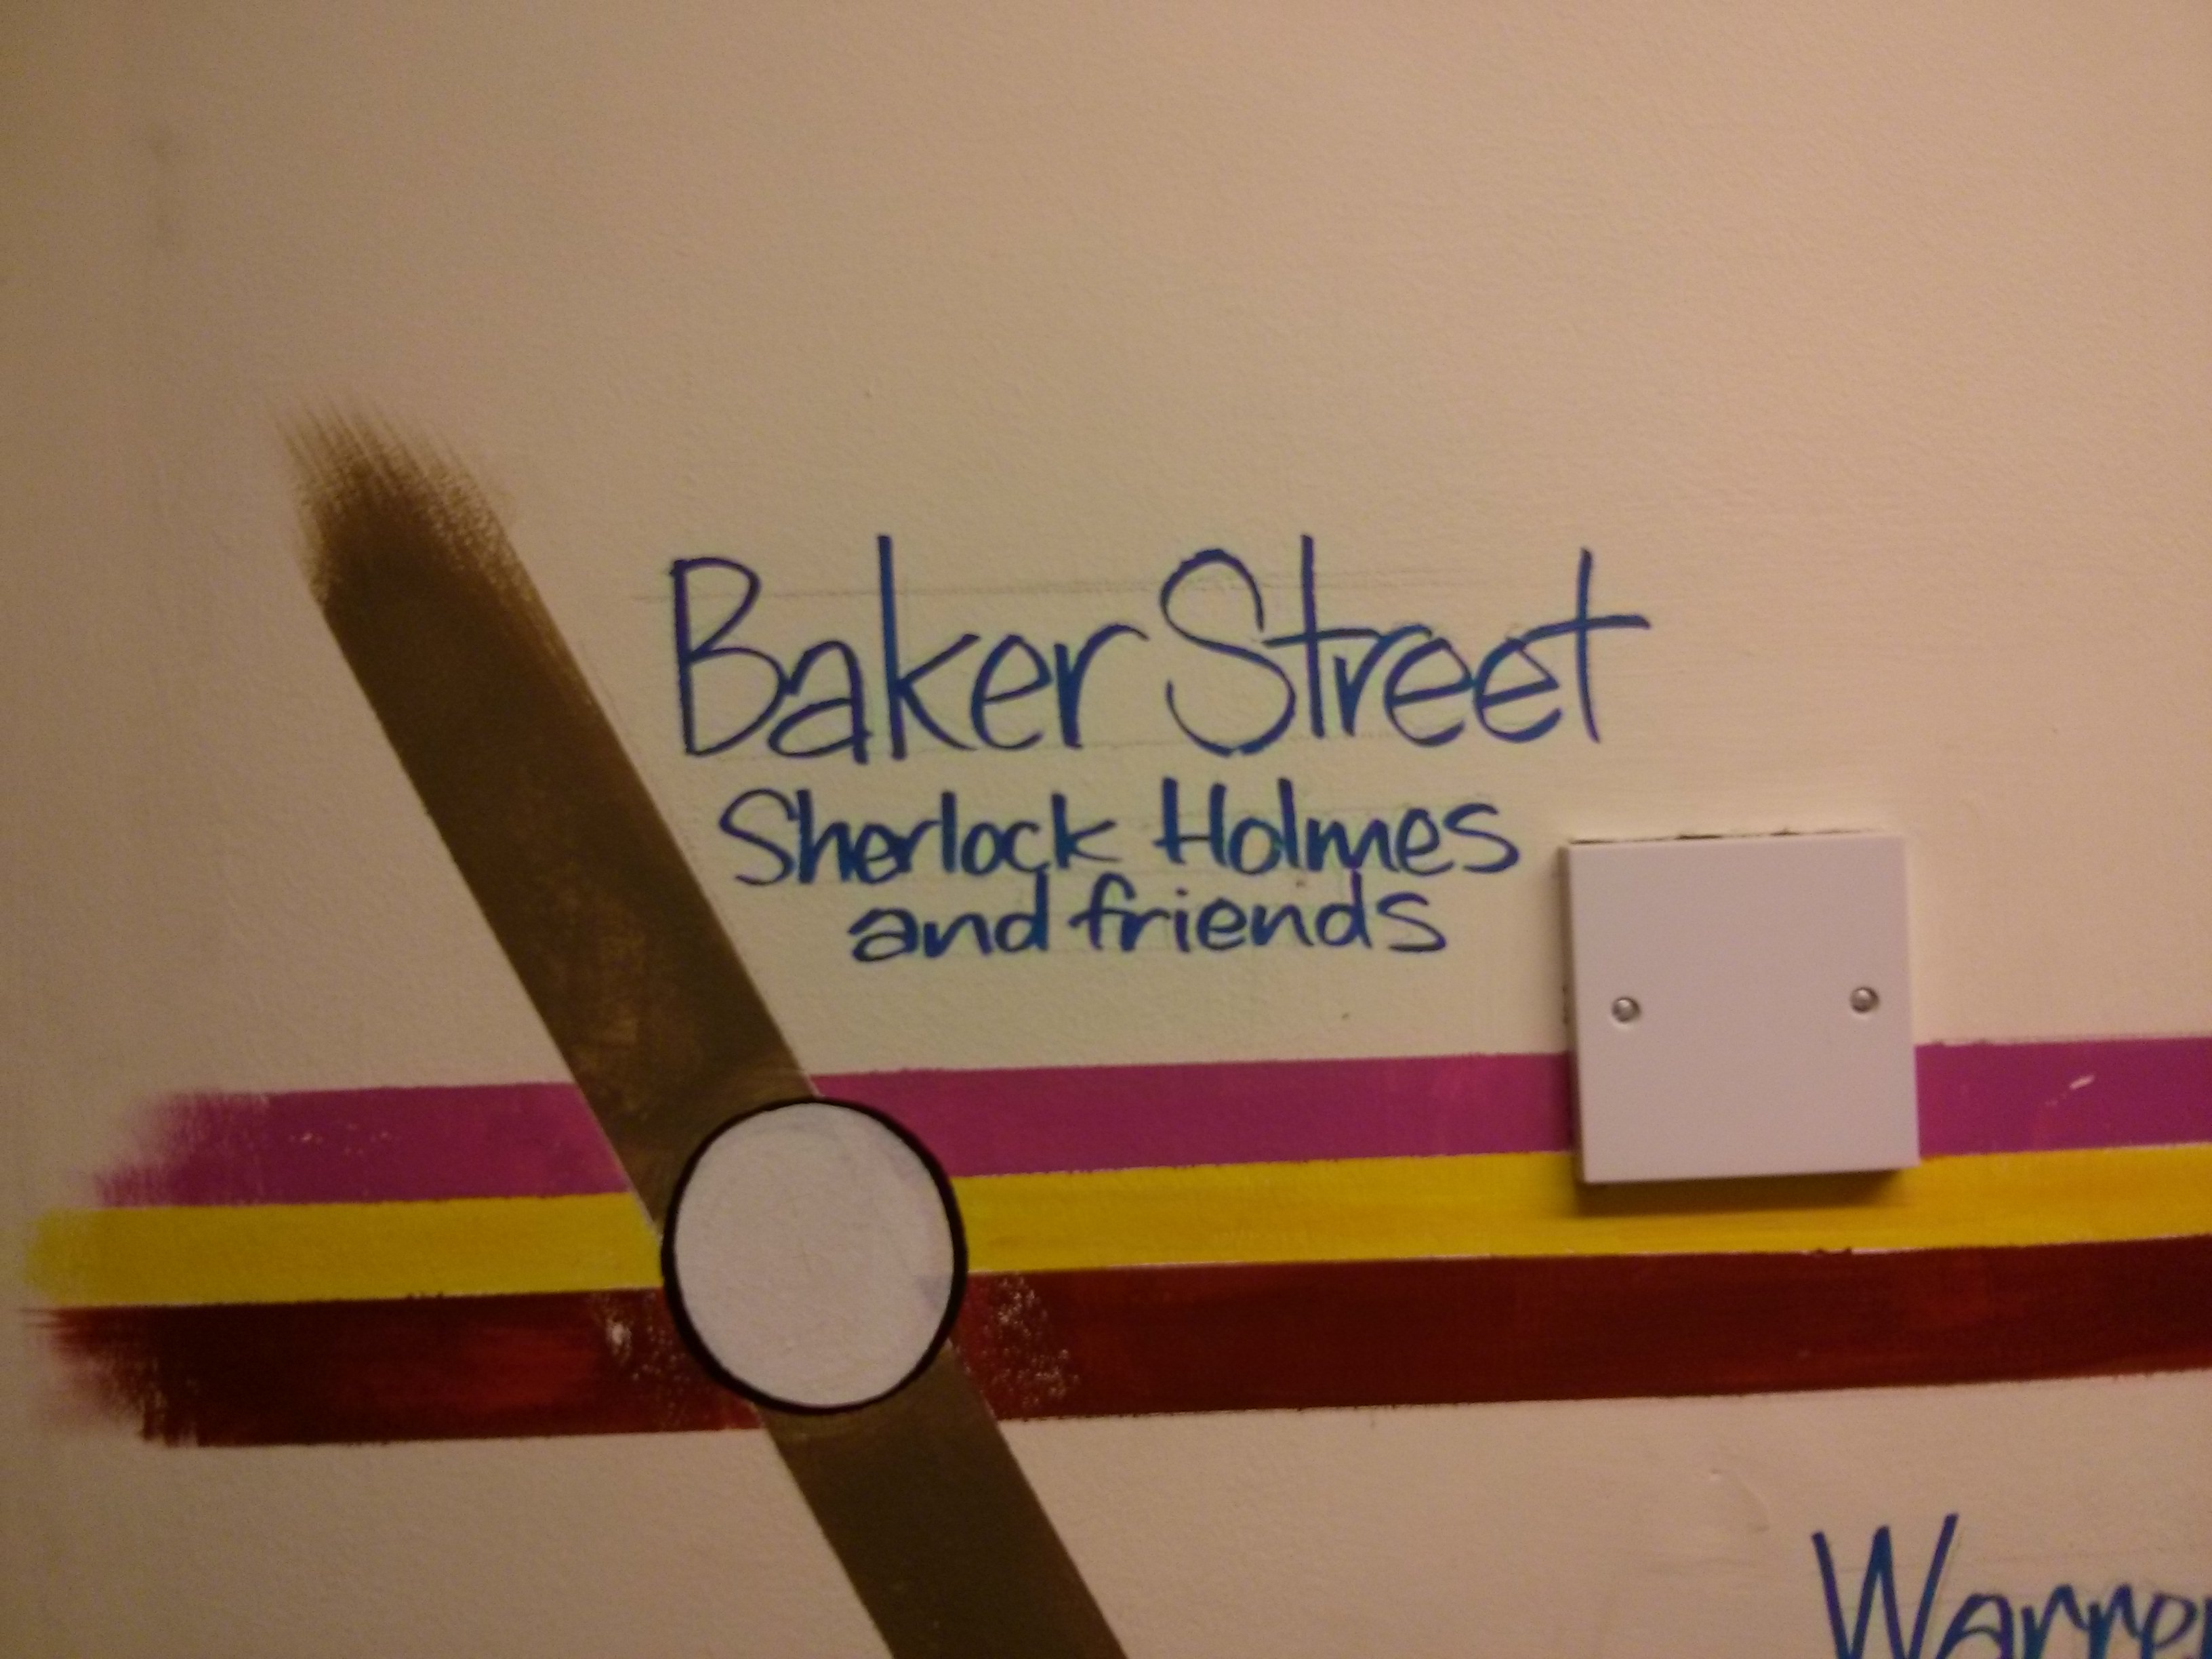 Baker Street
Sherlock Holmes
and friends